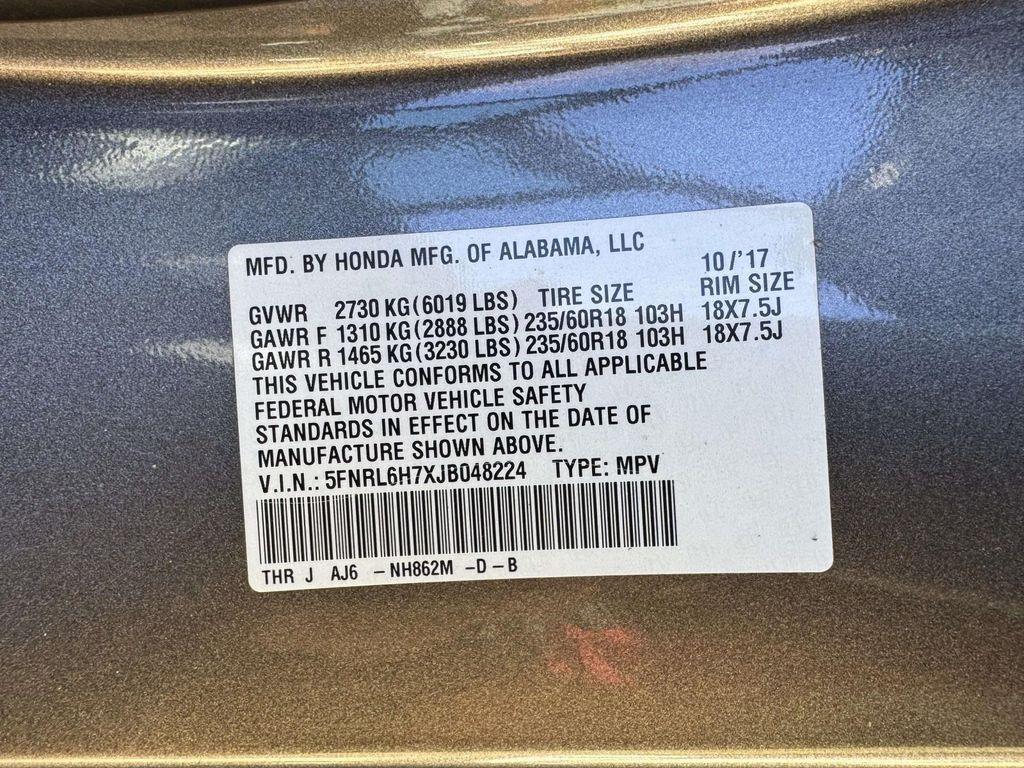 MFD. BY HONDA MFG. OF ALABAMA, LLC
10/'17
GVWR 2730 KG (6019 LBS) TIRE SIZE RIM SIZE
GAWR F 1310 KG (2888 LBS) 235/60R18 103H 18X7.5J
GAWR R 1465 KG (3230 LBS) 235/60R18 103H 18X7.5J
THIS VEHICLE CONFORMS TO ALL APPLICABLE
FEDERAL MOTOR VEHICLE SAFETY
STANDARDS IN EFFECT ON THE DATE OF
MANUFACTURE SHOWN ABOVE.
V.I.N.: 5FNRL6H7XJB048224 TYPE: MPV
THR J AJ6 -NH862M -D-B